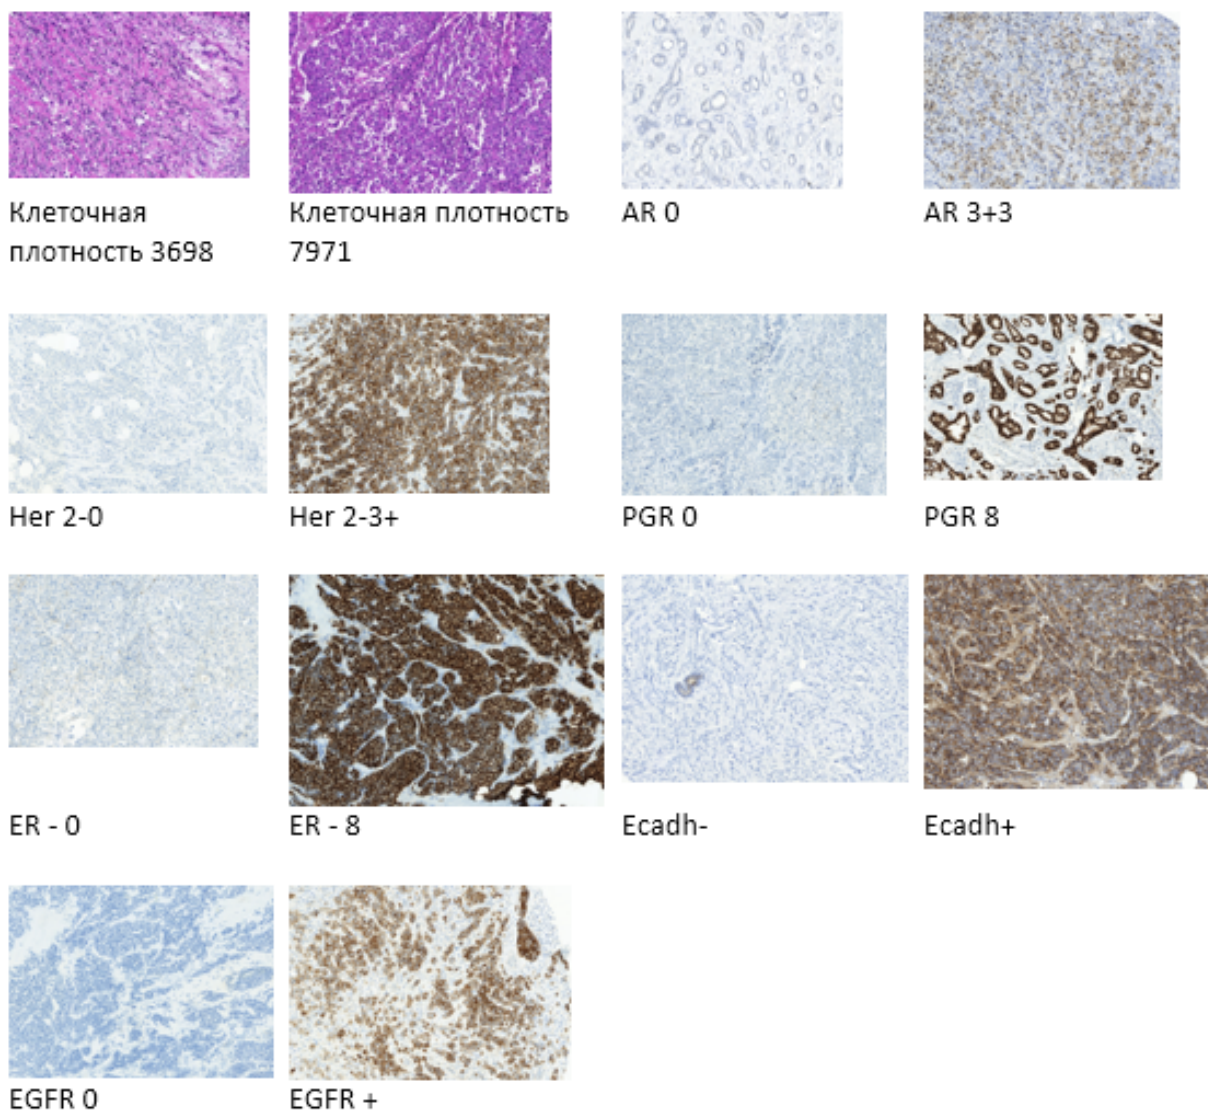 Клеточная
плотность 3698
Клеточная плотность
7971
AR 0
AR 3+3
Her 2-0
Her 2-3+
PGR 0
PGR 8
ER - 0
ER - 8
Ecadh-
Ecadh+
EGFR 0
EGFR +